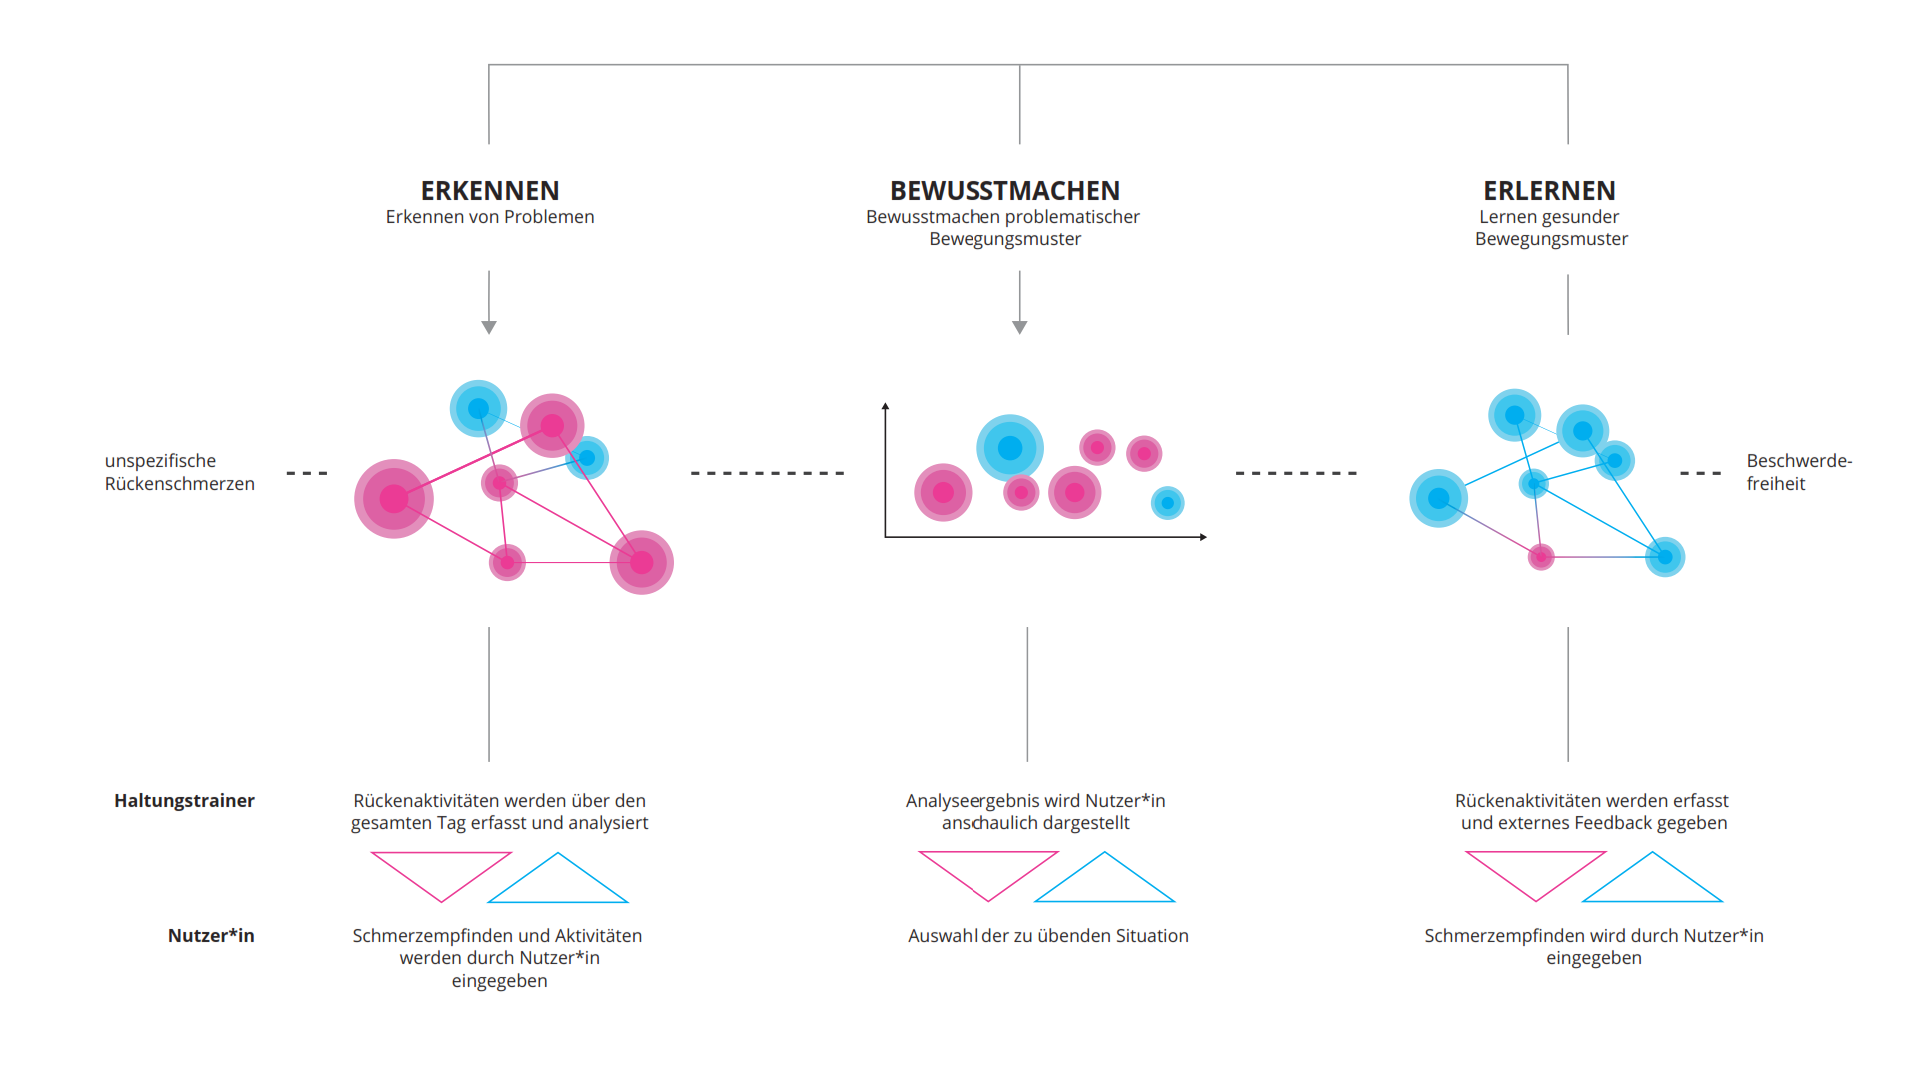 ERKENNEN
Erkennen von Problemen
BEWUSSTMACHEN
Bewusstmachen problematischer
Bewegungsmuster
ERLERNEN
Lernen gesunder
Bewegungsmuster
unspezifische
Rückenschmerzen
Beschwerde-
freiheit
Haltungstrainer
Rückenaktivitäten werden über den
gesamten Tag erfasst und analysiert
Analyseergebnis wird Nutzer*in
anschaulich dargestellt
Rückenaktivitäten werden erfasst
und externes Feedback gegeben
Nutzer*in
Schmerzempfinden und Aktivitäten
werden durch Nutzer*in
eingegeben
Auswahl der zu übenden Situation
Schmerzempfinden wird durch Nutzer*in
eingegeben